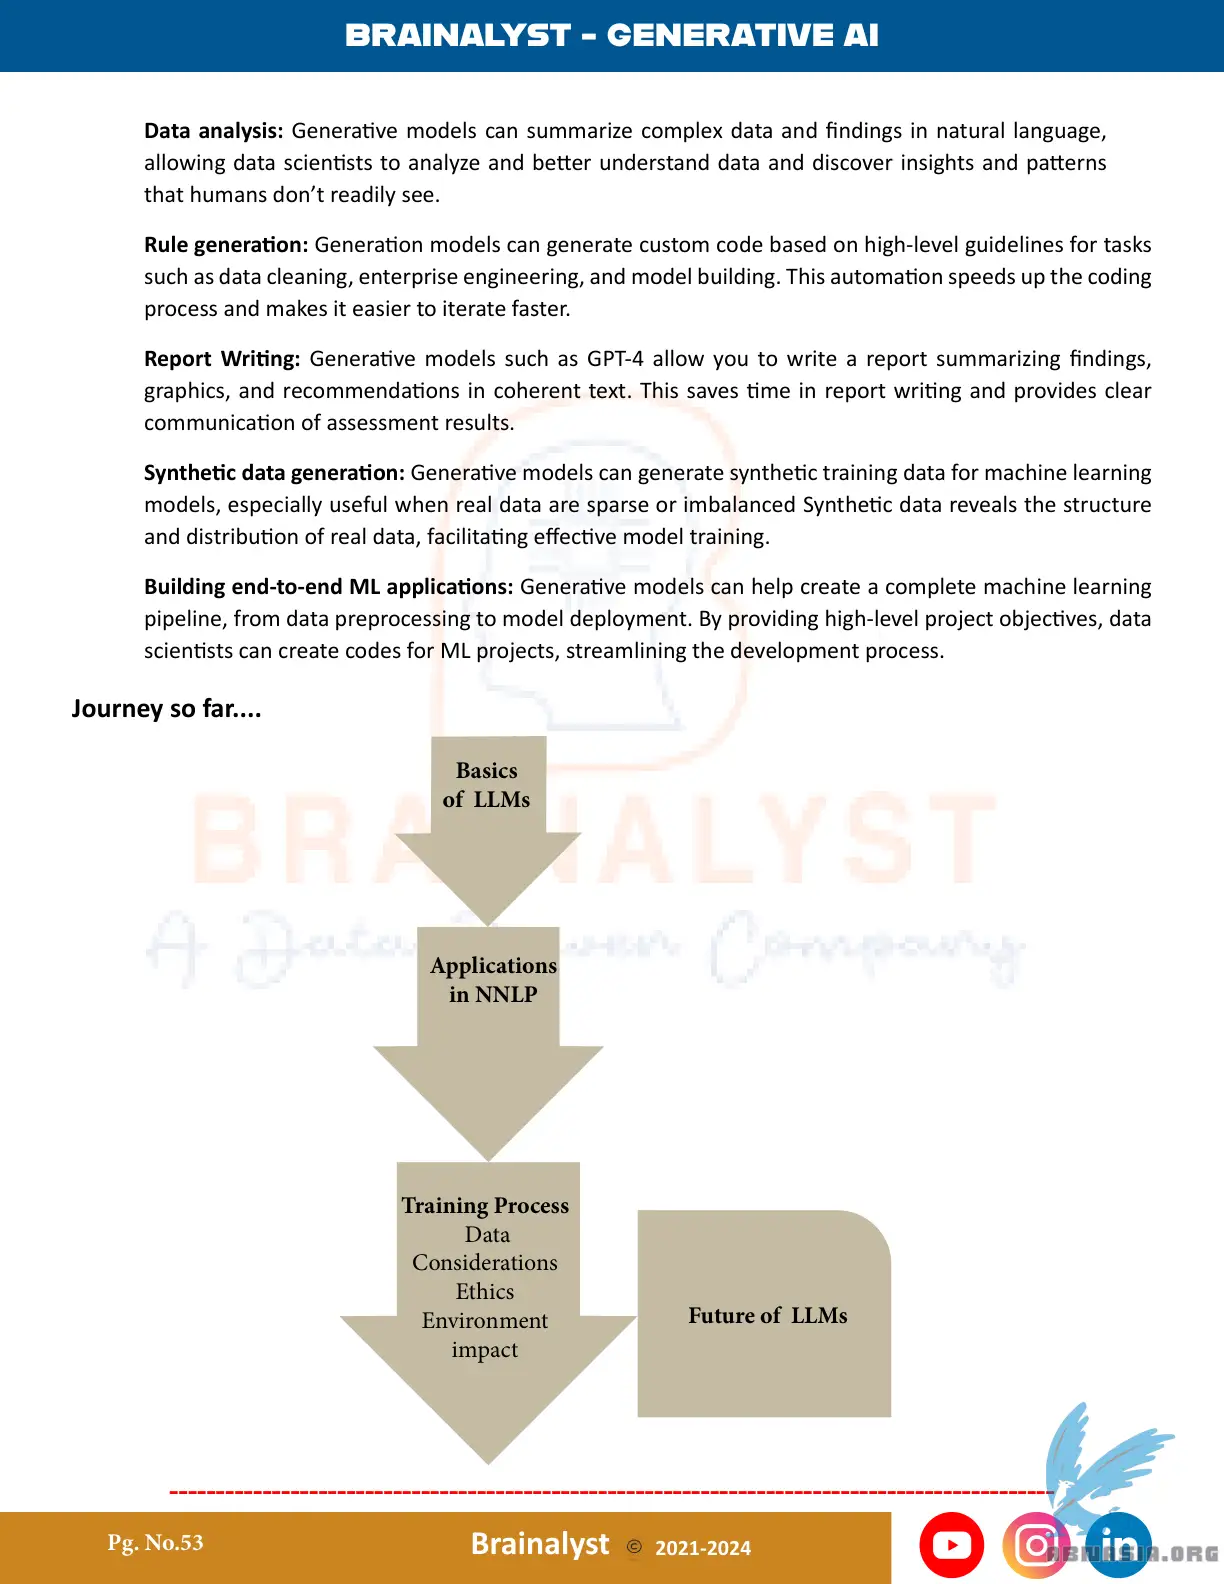 BRAINALYST - GENERATIVE AI
Data analysis: Generative models can summarize complex data and findings in natural language,
allowing data scientists to analyze and better understand data and discover insights and patterns
that humans don’t readily see.
Rule generation: Generation models can generate custom code based on high-level guidelines for tasks
such as data cleaning, enterprise engineering, and model building. This automation speeds up the coding
process and makes it easier to iterate faster.
Report Writing: Generative models such as GPT-4 allow you to write a report summarizing findings,
graphics, and recommendations in coherent text. This saves time in report writing and provides clear
communication of assessment results.
Synthetic data generation: Generative models can generate synthetic training data for machine learning
models, especially useful when real data are sparse or imbalanced Synthetic data reveals the structure
and distribution of real data, facilitating effective model training.
Building end-to-end ML applications: Generative models can help create a complete machine learning
pipeline, from data preprocessing to model deployment. By providing high-level project objectives, data
scientists can create codes for ML projects, streamlining the development process.
Journey so far....
Basics
of LLMs
BRAINALYST
A Data Driven Company
Applications
in NNLP
Training Process
Data
Considerations
Ethics
Environment
impact
Future of LLMs
Pg. No.53
Brainalyst © 2021-2024
in
ABWASIA.ORG